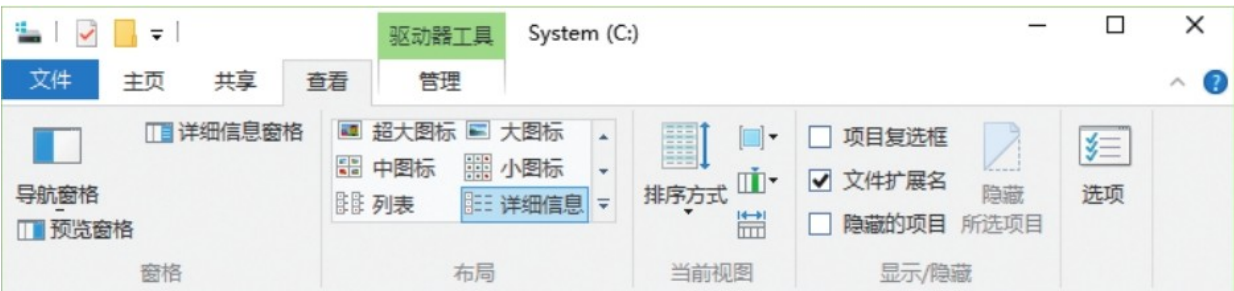 驱动器工具 System (C:)
文件 主页 共享 查看 管理
导航窗格
预览窗格
详细信息窗格
窗格
超大图标 大图标
中图标 小图标
列表 详细信息
布局
排序方式
当前视图
项目复选框
文件扩展名
隐藏的项目
隐藏
所选项目
显示/隐藏
选项